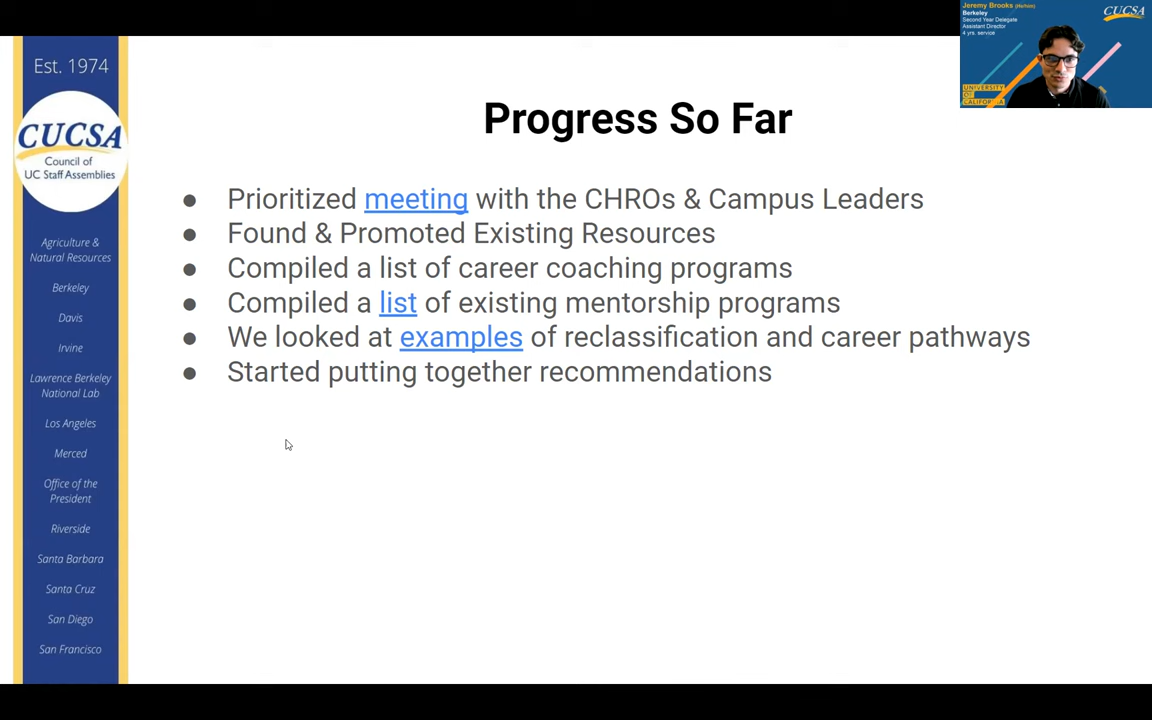 Est. 1974
CUCSA
Council of
UC Staff Assemblies
Agriculture &
Natural Resources
Berkeley
Davis
Irvine
Lawrence Berkeley
National Lab
Los Angeles
Merced
Office of the
President
Riverside
Santa Barbara
Santa Cruz
San Diego
San Francisco
Progress So Far
● Prioritized meeting with the CHROs & Campus Leaders
● Found & Promoted Existing Resources
● Compiled a list of career coaching programs
● Compiled a list of existing mentorship programs
● We looked at examples of reclassification and career pathways
● Started putting together recommendations
Jeremy Brooks (He/him)
Berkeley
Second Year Delegate
Assistant Director
4 yrs. service
CUCSA
UNIVERSITY
OF
CALIFORNIA